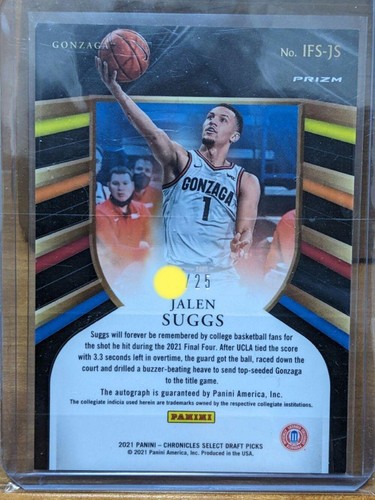 GONZAGA
No. IFS-JS
PRIZM
GONZAGA
1
/25
JALEN
SUGGS
Suggs will forever be remembered by college basketball fans for
the shot he hit during the 2021 Final Four. After UCLA tied the score
with 3.3 seconds left in overtime, the guard got the ball, raced down the
court and drilled a buzzer-beating heave to send top-seeded Gonzaga
to the title game.
The autograph is guaranteed by Panini America, Inc.
The collegiate indicia used herein are trademarks owned by the respective collegiate institutions.
PANINI
2021 PANINI – CHRONICLES SELECT DRAFT PICKS
© 2021 Panini America, Inc. Produced in the USA.